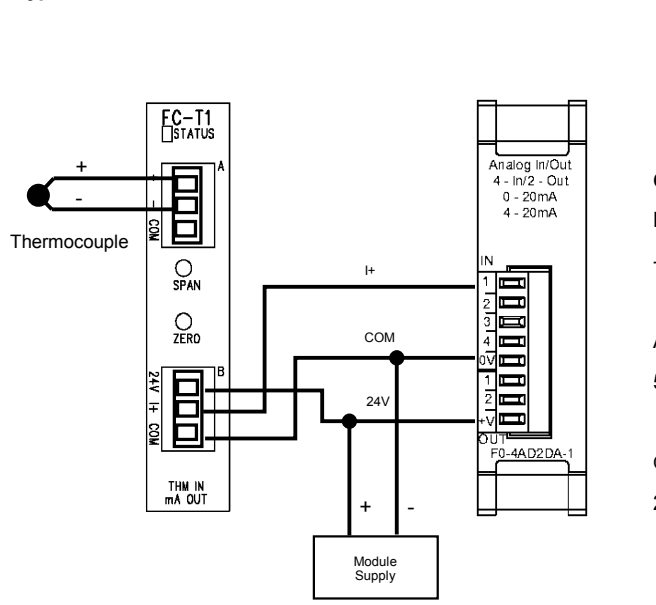 FC-T1
STATUS
A
+
-
+
-
COM
Thermocouple
SPAN
ZERO
B
24V
I+
COM
THM IN
mA OUT
I+
COM
24V
+
-
Module
Supply
Analog In/Out
4 - In/2 - Out
0 - 20mA
4 - 20mA
IN
1
2
3
4
0V
1
2
+V
OUT
F0-4AD2DA-1